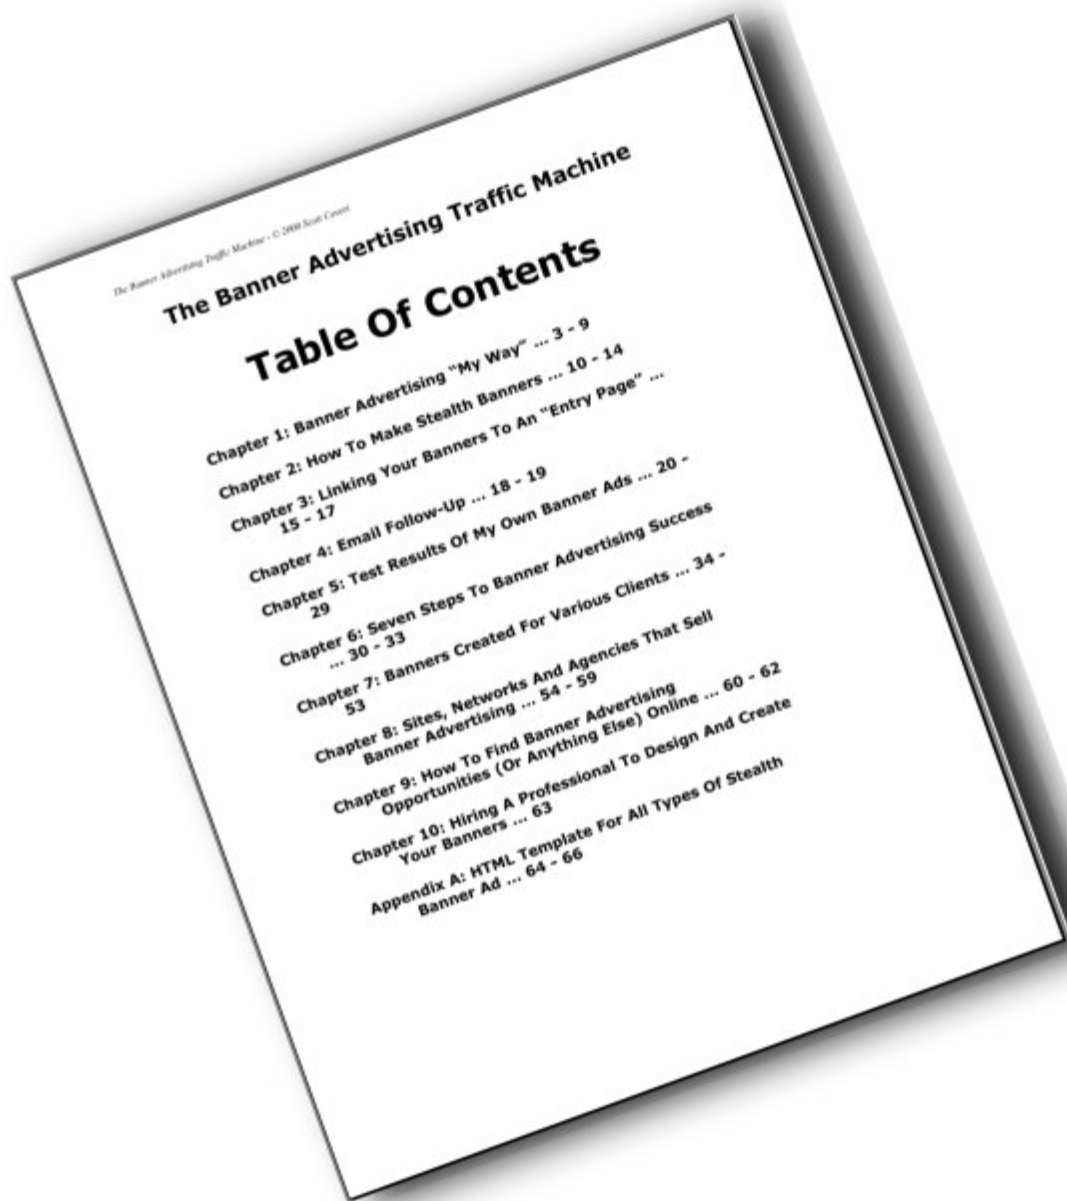 The Banner Advertising Traffic Machine - © 2008 Scott Covert
The Banner Advertising Traffic Machine
Table Of Contents
Chapter 1: Banner Advertising “My Way” ... 3 - 9
Chapter 2: How To Make Stealth Banners ... 10 - 14
Chapter 3: Linking Your Banners To An “Entry Page” ...
15 - 17
Chapter 4: Email Follow-Up ... 18 - 19
Chapter 5: Test Results Of My Own Banner Ads ... 20 -
29
Chapter 6: Seven Steps To Banner Advertising Success
... 30 - 33
Chapter 7: Banners Created For Various Clients ... 34 -
53
Chapter 8: Sites, Networks And Agencies That Sell
Banner Advertising ... 54 - 59
Chapter 9: How To Find Banner Advertising
Opportunities (Or Anything Else) Online ... 60 - 62
Chapter 10: Hiring A Professional To Design And Create
Your Banners ... 63
Appendix A: HTML Template For All Types Of Stealth
Banner Ad ... 64 - 66